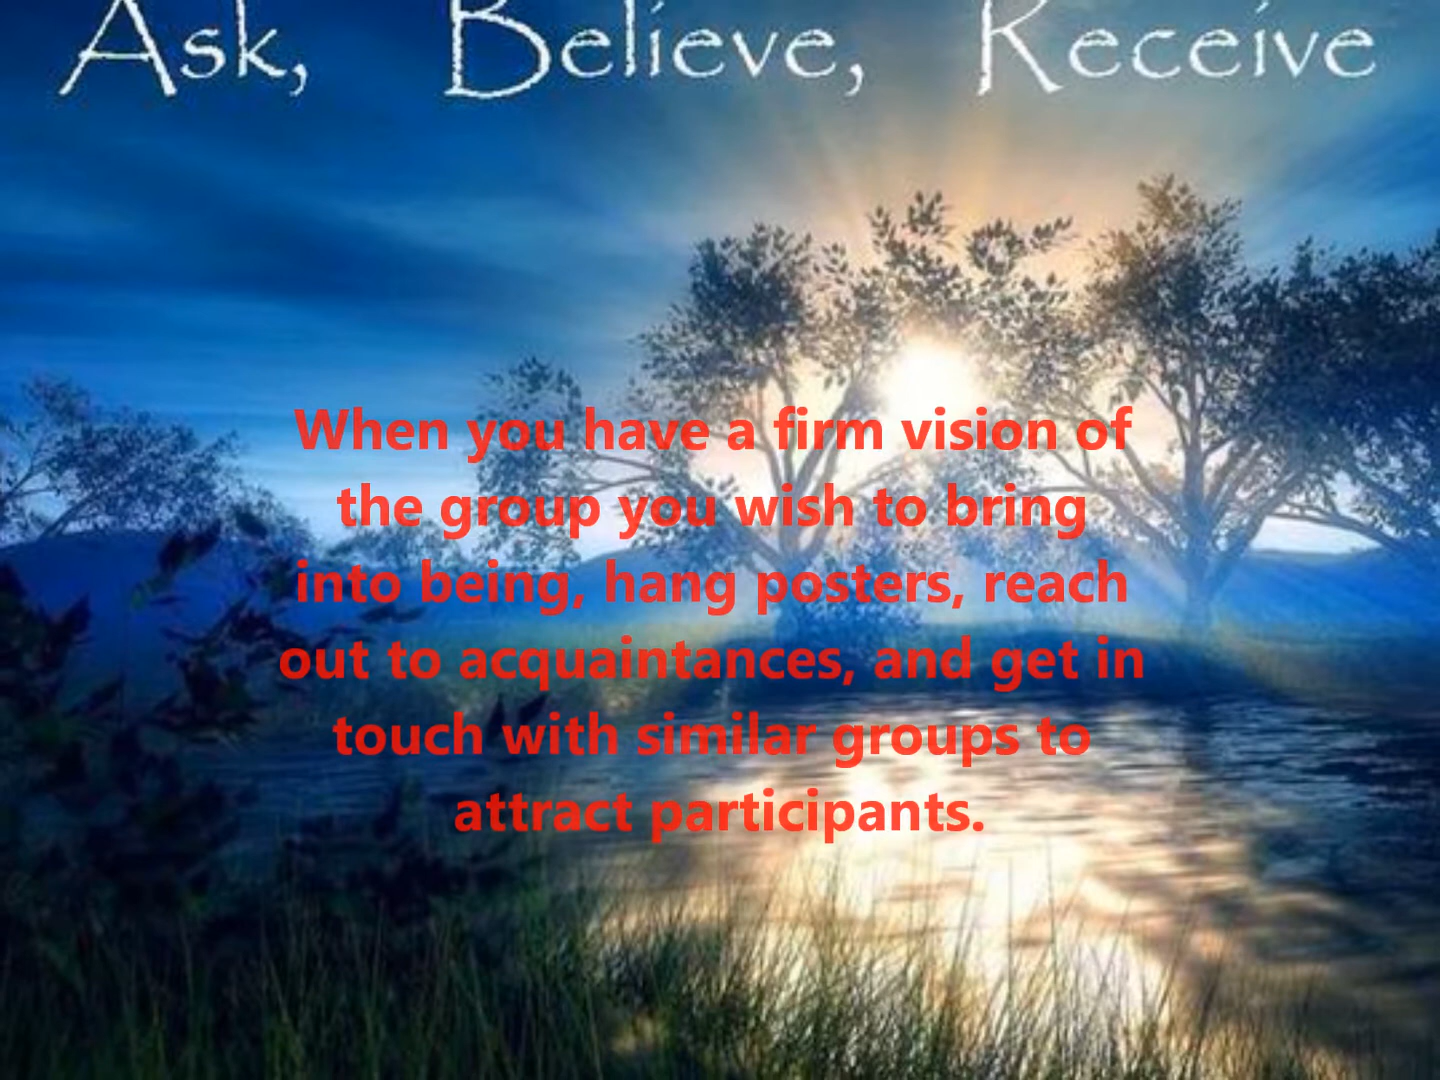 Ask, Believe, Receive
When you have a firm vision of
the group you wish to bring
into being, hang posters, reach
out to acquaintances, and get in
touch with similar groups to
attract participants.